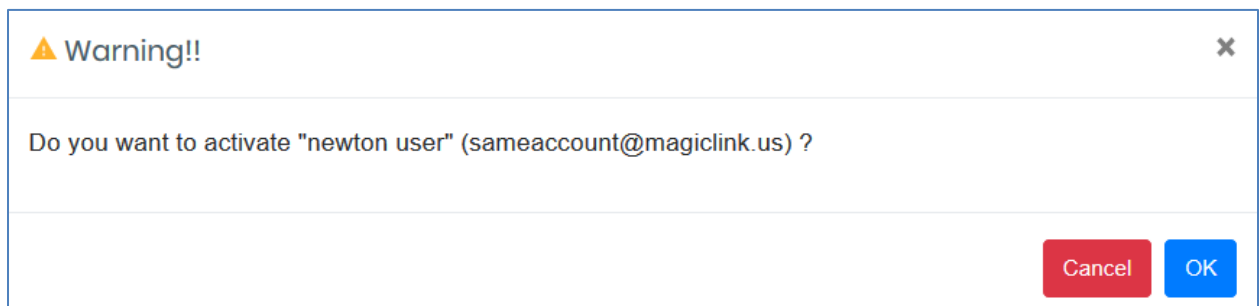 Warning!!
Do you want to activate "newton user" (sameaccount@magiclink.us) ?
Cancel OK